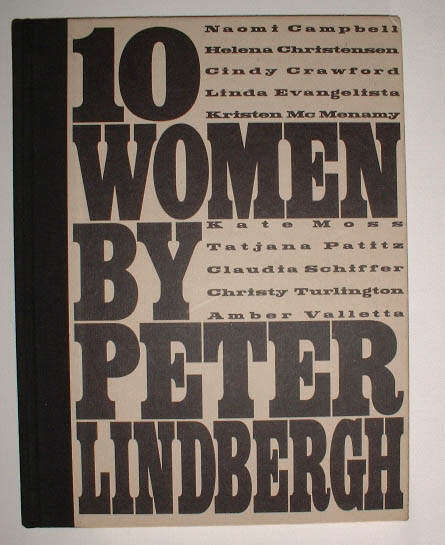 10
Naomi Campbell
Helena Christensen
Cindy Crawford
Linda Evangelista
Kristen Mc Menamy
WOMEN
BY
Kate Moss
Tatjana Patitz
Claudia Schiffer
Christy Turlington
Amber Valletta
PETER
LINDBERGH